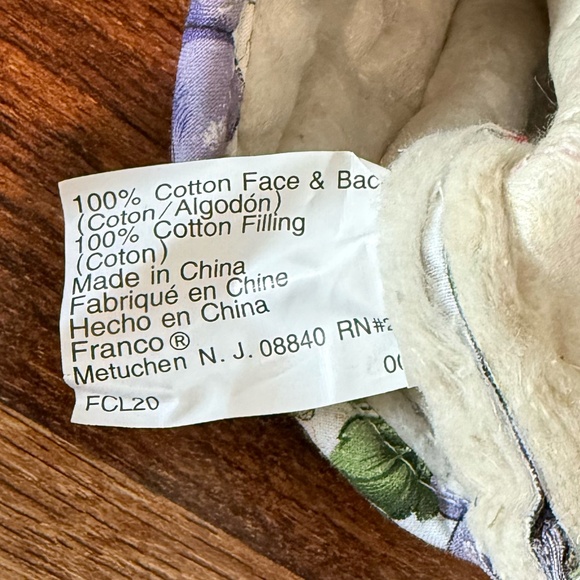 100% Cotton Face & Bac
(Coton/Algodón)
100% Cotton Filling
(Coton)
Made in China
Fabriqué en Chine
Hecho en China
Franco®
Metuchen N. J. 08840 RN#2
FCL20